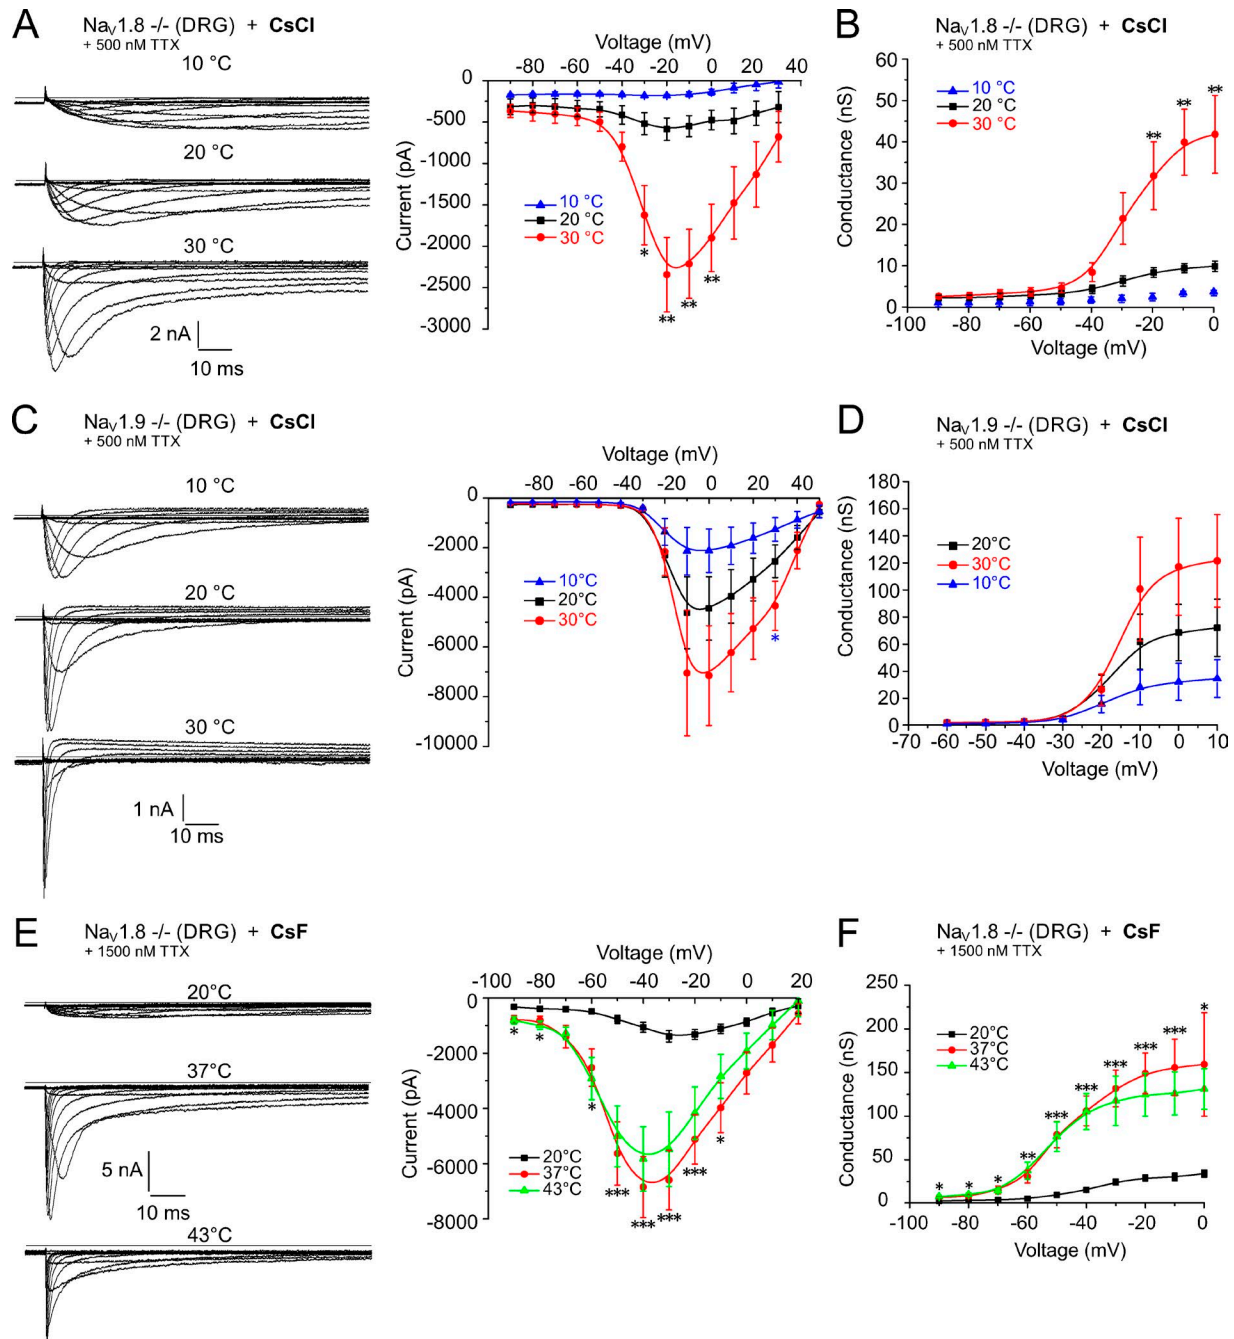 A
Na_V1.8 -/- (DRG) + CsCl
+ 500 nM TTX
10 °C
20 °C
30 °C
2 nA
10 ms
Voltage (mV)
-80 -60 -40 -20 0 20 40
0
-500
-1000
-1500
-2000
-2500
-3000
Current (pA)
10 °C
20 °C
30 °C
*
** ** **
B
Na_V1.8 -/- (DRG) + CsCl
+ 500 nM TTX
60
50
40
30
20
10
0
Conductance (nS)
10 °C
20 °C
30 °C
** ** **
-100 -80 -60 -40 -20 0
Voltage (mV)
C
Na_V1.9 -/- (DRG) + CsCl
+ 500 nM TTX
10 °C
20 °C
30 °C
1 nA
10 ms
Voltage (mV)
-80 -60 -40 -20 0 20 40
0
-2000
-4000
-6000
-8000
-10000
Current (pA)
10°C
20°C
30°C
*
D
Na_V1.9 -/- (DRG) + CsCl
+ 500 nM TTX
180
160
140
120
100
80
60
40
20
0
Conductance (nS)
20°C
30°C
10°C
-70 -60 -50 -40 -30 -20 -10 0 10
Voltage (mV)
E
Na_V1.8 -/- (DRG) + CsF
+ 1500 nM TTX
20°C
37°C
5 nA
10 ms
43°C
Voltage (mV)
-100 -80 -60 -40 -20 0 20
0
-2000
-4000
-6000
-8000
Current (pA)
20°C
37°C
43°C
* * * *** *** *** *** *
F
Na_V1.8 -/- (DRG) + CsF
+ 1500 nM TTX
250
200
150
100
50
0
Conductance (nS)
20°C
37°C
43°C
* * * ** *** *** *** *** *** *
-100 -80 -60 -40 -20 0
Voltage (mV)